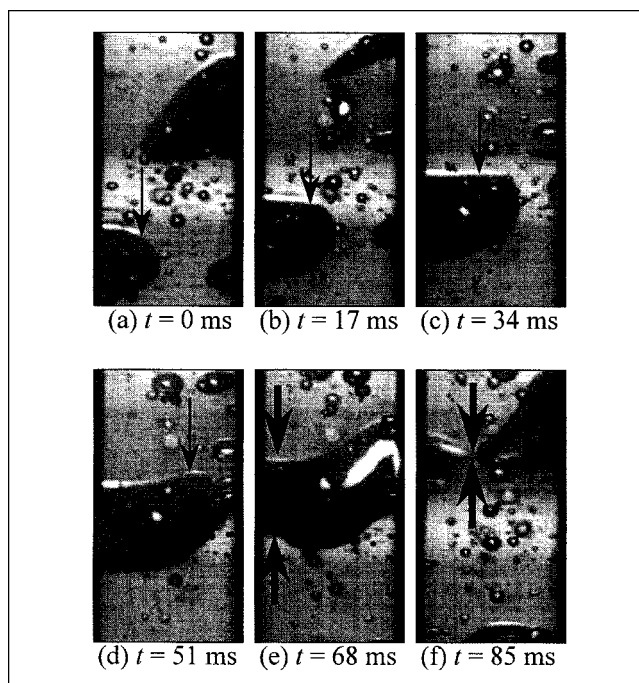 (a) t = 0 ms (b) t = 17 ms (c) t = 34 ms
(d) t = 51 ms (e) t = 68 ms (f) t = 85 ms